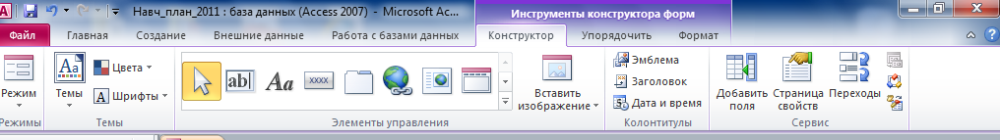 Навч_план_2011 : база данных (Access 2007) - Microsoft Ac...
Инструменты конструктора форм
Файл Главная Создание Внешние данные Работа с базами данных Конструктор Упорядочить Формат
Режим
Режимы
Aa
Темы
Цвета
A Шрифты
Темы
ab|
Aa
XXXX
Элементы управления
Вставить
изображение
Эмблема
Заголовок
Дата и время
Колонтитулы
Добавить
поля
Страница
свойств
Переходы
Сервис